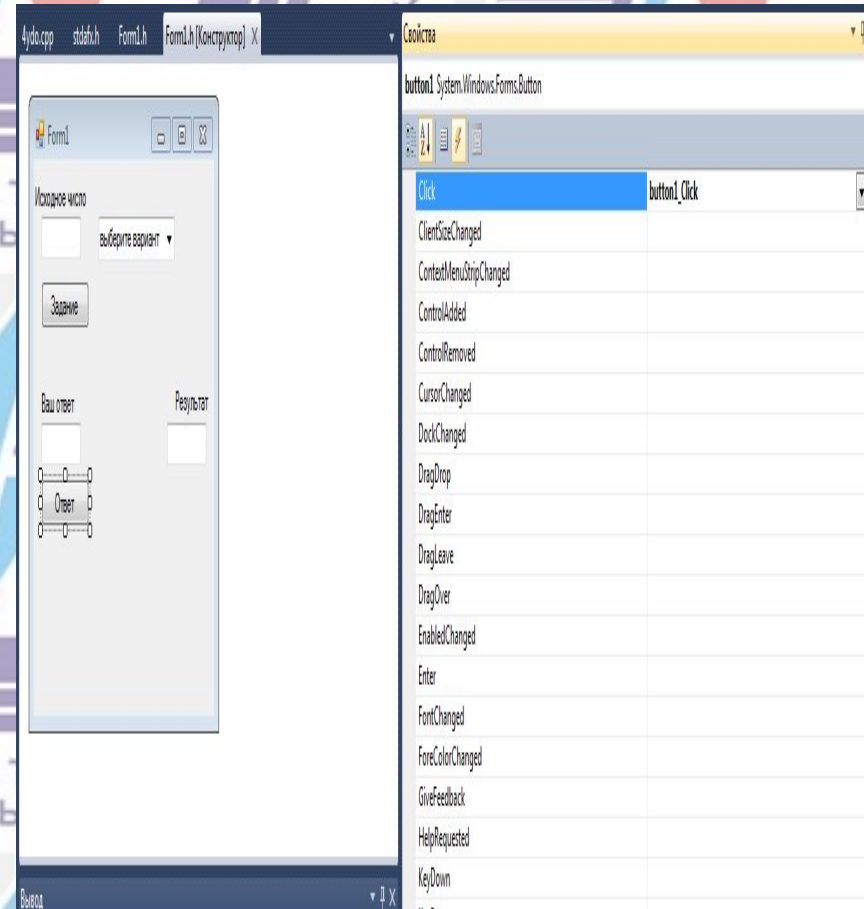 4ydo.cpp stdafx.h Form1.h Form1.h [Конструктор] X
Form1
Исходное число
выберите вариант
Задание
Ваш ответ Результат
Ответ
Вывод
Свойства
button1 System.Windows.Forms.Button
Click button1_Click
ClientSizeChanged
ContextMenuStripChanged
ControlAdded
ControlRemoved
CursorChanged
DockChanged
DragDrop
DragEnter
DragLeave
DragOver
EnabledChanged
Enter
FontChanged
ForeColorChanged
GiveFeedback
HelpRequested
KeyDown